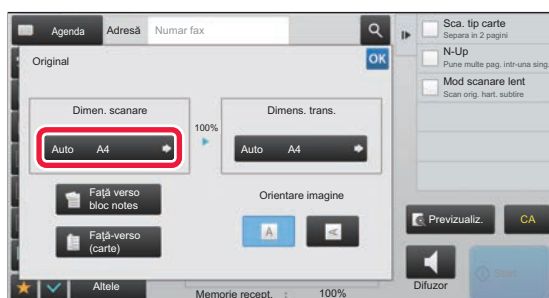 Agenda
Adresă
Numar fax
Sca. tip carte
Separa in 2 pagini
N-Up
Pune multe pag. intr-una sing.
Mod scanare lent
Scan orig. hart. subtire
Original
OK
Dimen. scanare
100%
Dimens. trans.
Auto A4
Auto A4
Faţă verso
bloc notes
Faţă-verso
(carte)
Orientare imagine
A
A
Previzualiz.
CA
Altele
Memorie recept. : 100%
Difuzor
Start